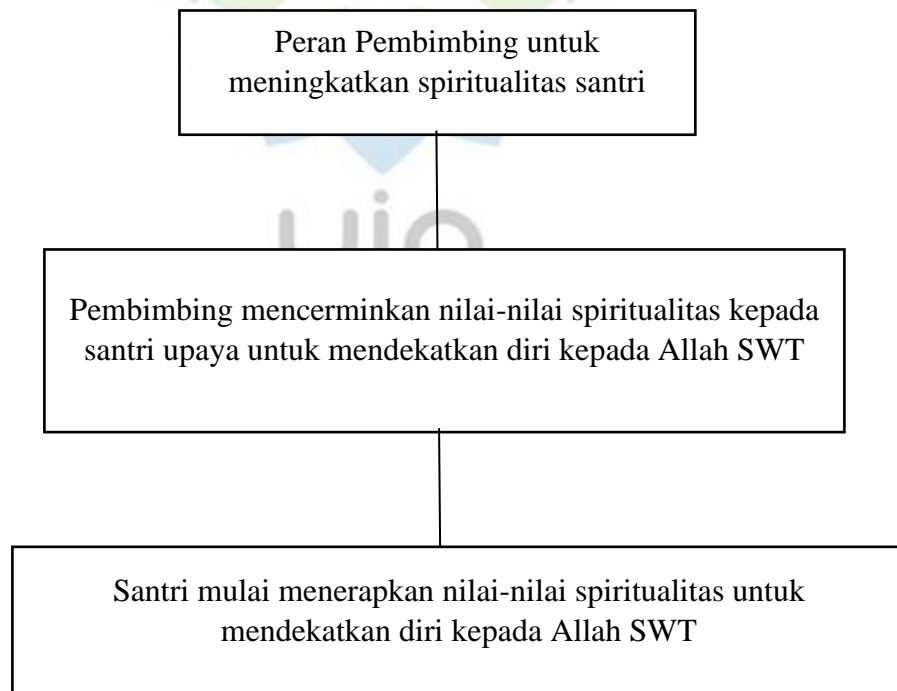 Peran Pembimbing untuk
meningkatkan spiritualitas santri
uin
Pembimbing mencerminkan nilai-nilai spiritualitas kepada
santri upaya untuk mendekatkan diri kepada Allah SWT
Santri mulai menerapkan nilai-nilai spiritualitas untuk
mendekatkan diri kepada Allah SWT